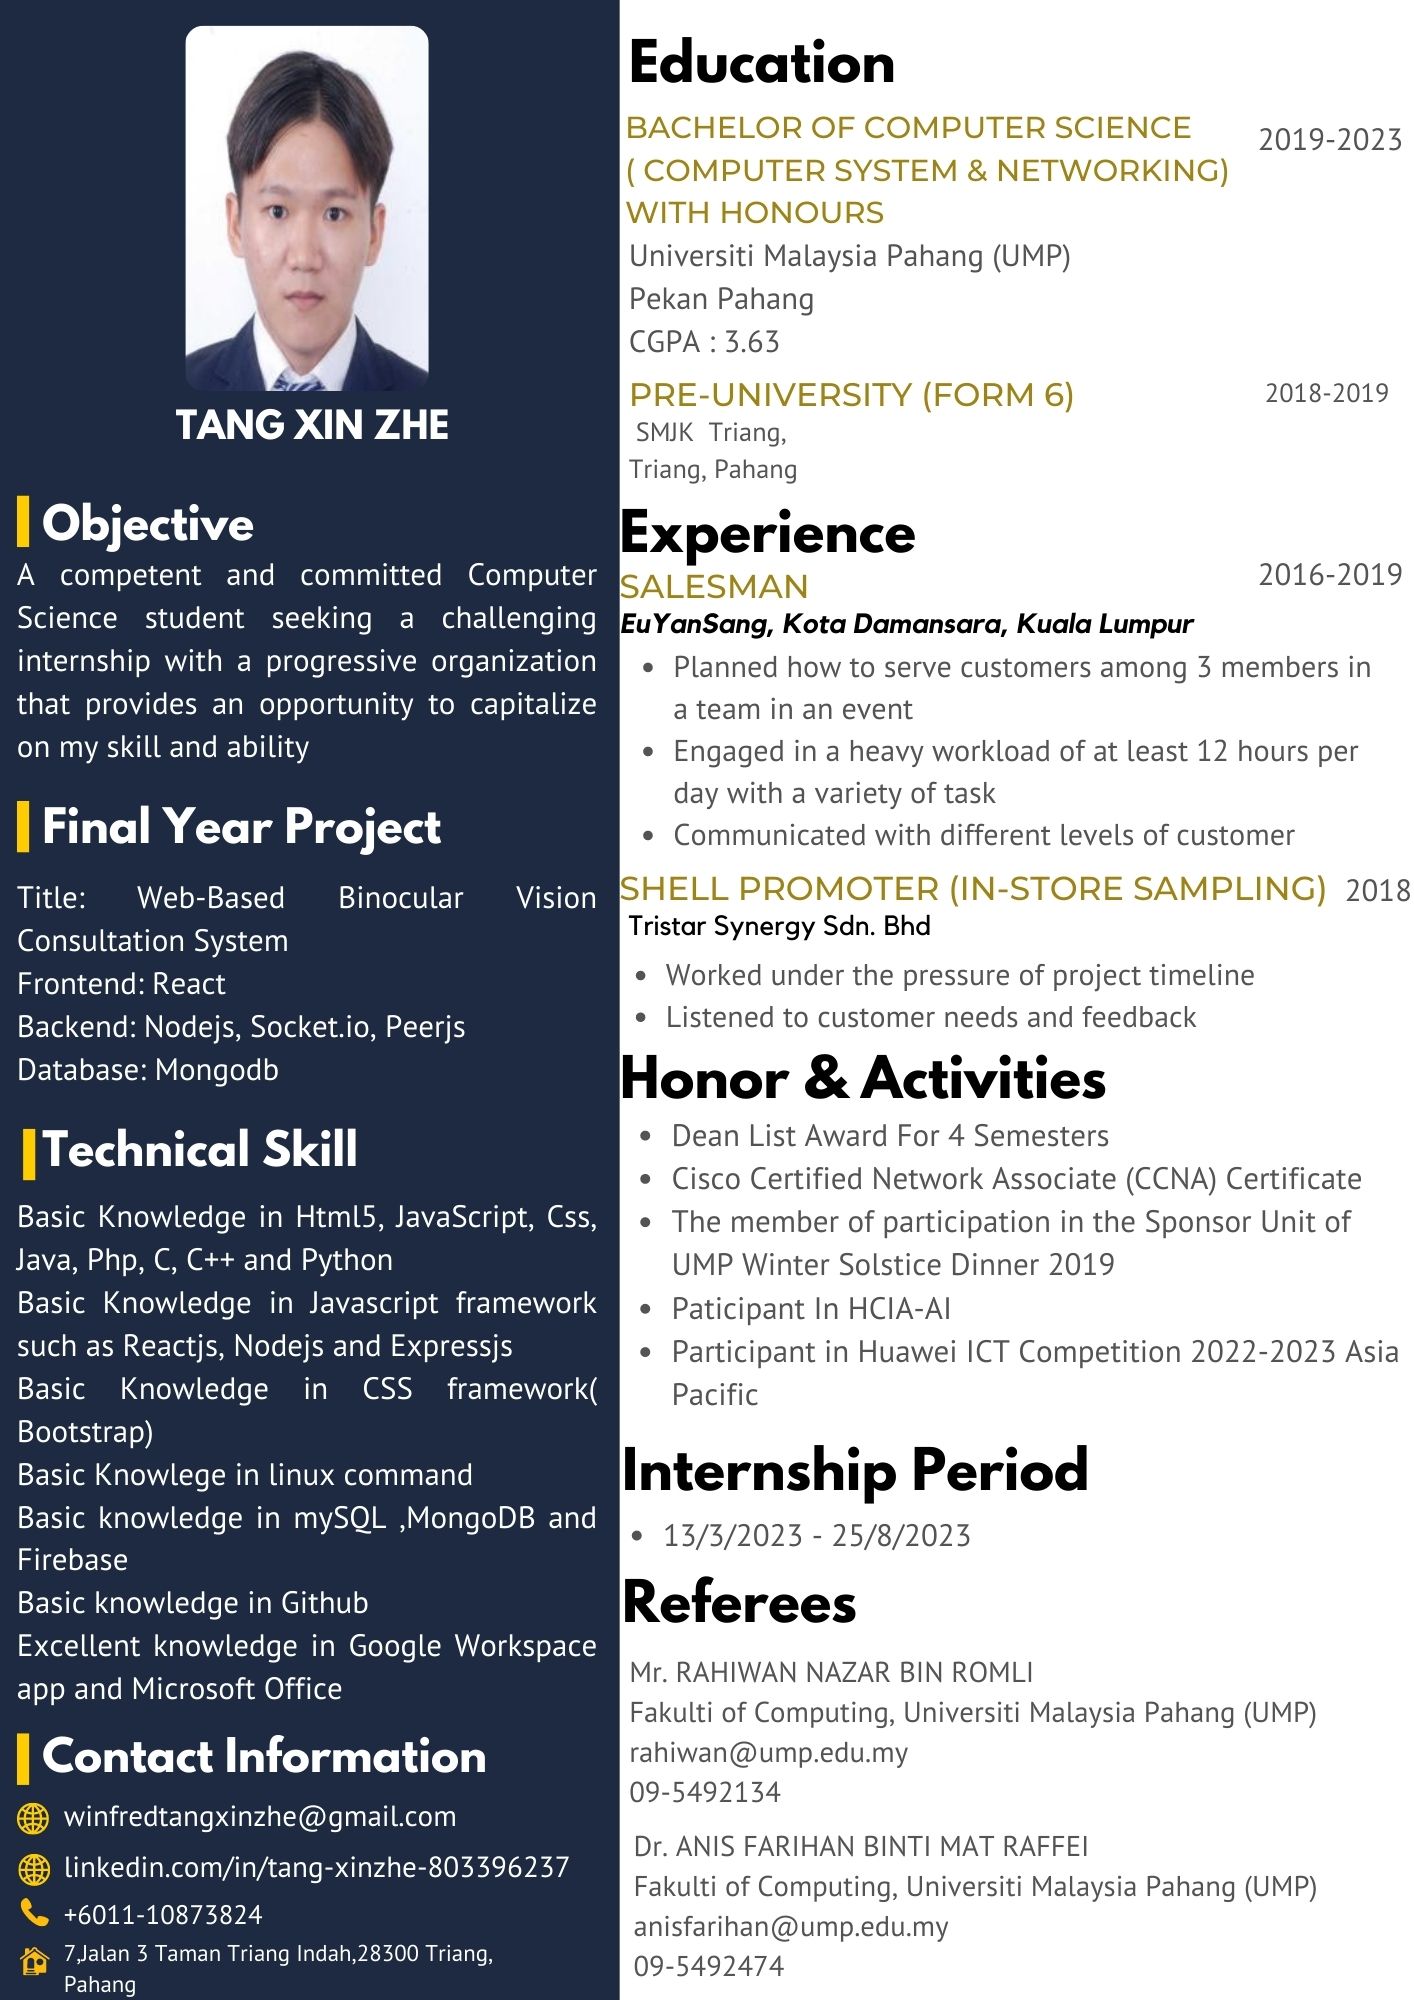 TANG XIN ZHE
Objective
A competent and committed Computer
Science student seeking a challenging
internship with a progressive organization
that provides an opportunity to capitalize
on my skill and ability
Final Year Project
Title: Web-Based Binocular Vision
Consultation System
Frontend: React
Backend: Nodejs, Socket.io, Peerjs
Database: Mongodb
Technical Skill
Basic Knowledge in Html5, JavaScript, Css,
Java, Php, C, C++ and Python
Basic Knowledge in Javascript framework
such as Reactjs, Nodejs and Expressjs
Basic Knowledge in CSS framework(
Bootstrap)
Basic Knowlege in linux command
Basic knowledge in mySQL ,MongoDB and
Firebase
Basic knowledge in Github
Excellent knowledge in Google Workspace
app and Microsoft Office
Contact Information
winfredtangxinzhe@gmail.com
linkedin.com/in/tang-xinzhe-803396237
+6011-10873824
7,Jalan 3 Taman Triang Indah,28300 Triang,
Pahang
Education
BACHELOR OF COMPUTER SCIENCE 2019-2023
( COMPUTER SYSTEM & NETWORKING)
WITH HONOURS
Universiti Malaysia Pahang (UMP)
Pekan Pahang
CGPA : 3.63
PRE-UNIVERSITY (FORM 6) 2018-2019
SMJK Triang,
Triang, Pahang
Experience
SALESMAN 2016-2019
EuYanSang, Kota Damansara, Kuala Lumpur
• Planned how to serve customers among 3 members in
a team in an event
• Engaged in a heavy workload of at least 12 hours per
day with a variety of task
• Communicated with different levels of customer
SHELL PROMOTER (IN-STORE SAMPLING) 2018
Tristar Synergy Sdn. Bhd
• Worked under the pressure of project timeline
• Listened to customer needs and feedback
Honor & Activities
• Dean List Award For 4 Semesters
• Cisco Certified Network Associate (CCNA) Certificate
• The member of participation in the Sponsor Unit of
UMP Winter Solstice Dinner 2019
• Paticipant In HCIA-AI
• Participant in Huawei ICT Competition 2022-2023 Asia
Pacific
Internship Period
• 13/3/2023 - 25/8/2023
Referees
Mr. RAHIWAN NAZAR BIN ROMLI
Fakulti of Computing, Universiti Malaysia Pahang (UMP)
rahiwan@ump.edu.my
09-5492134
Dr. ANIS FARIHAN BINTI MAT RAFFEI
Fakulti of Computing, Universiti Malaysia Pahang (UMP)
anisfarihan@ump.edu.my
09-5492474